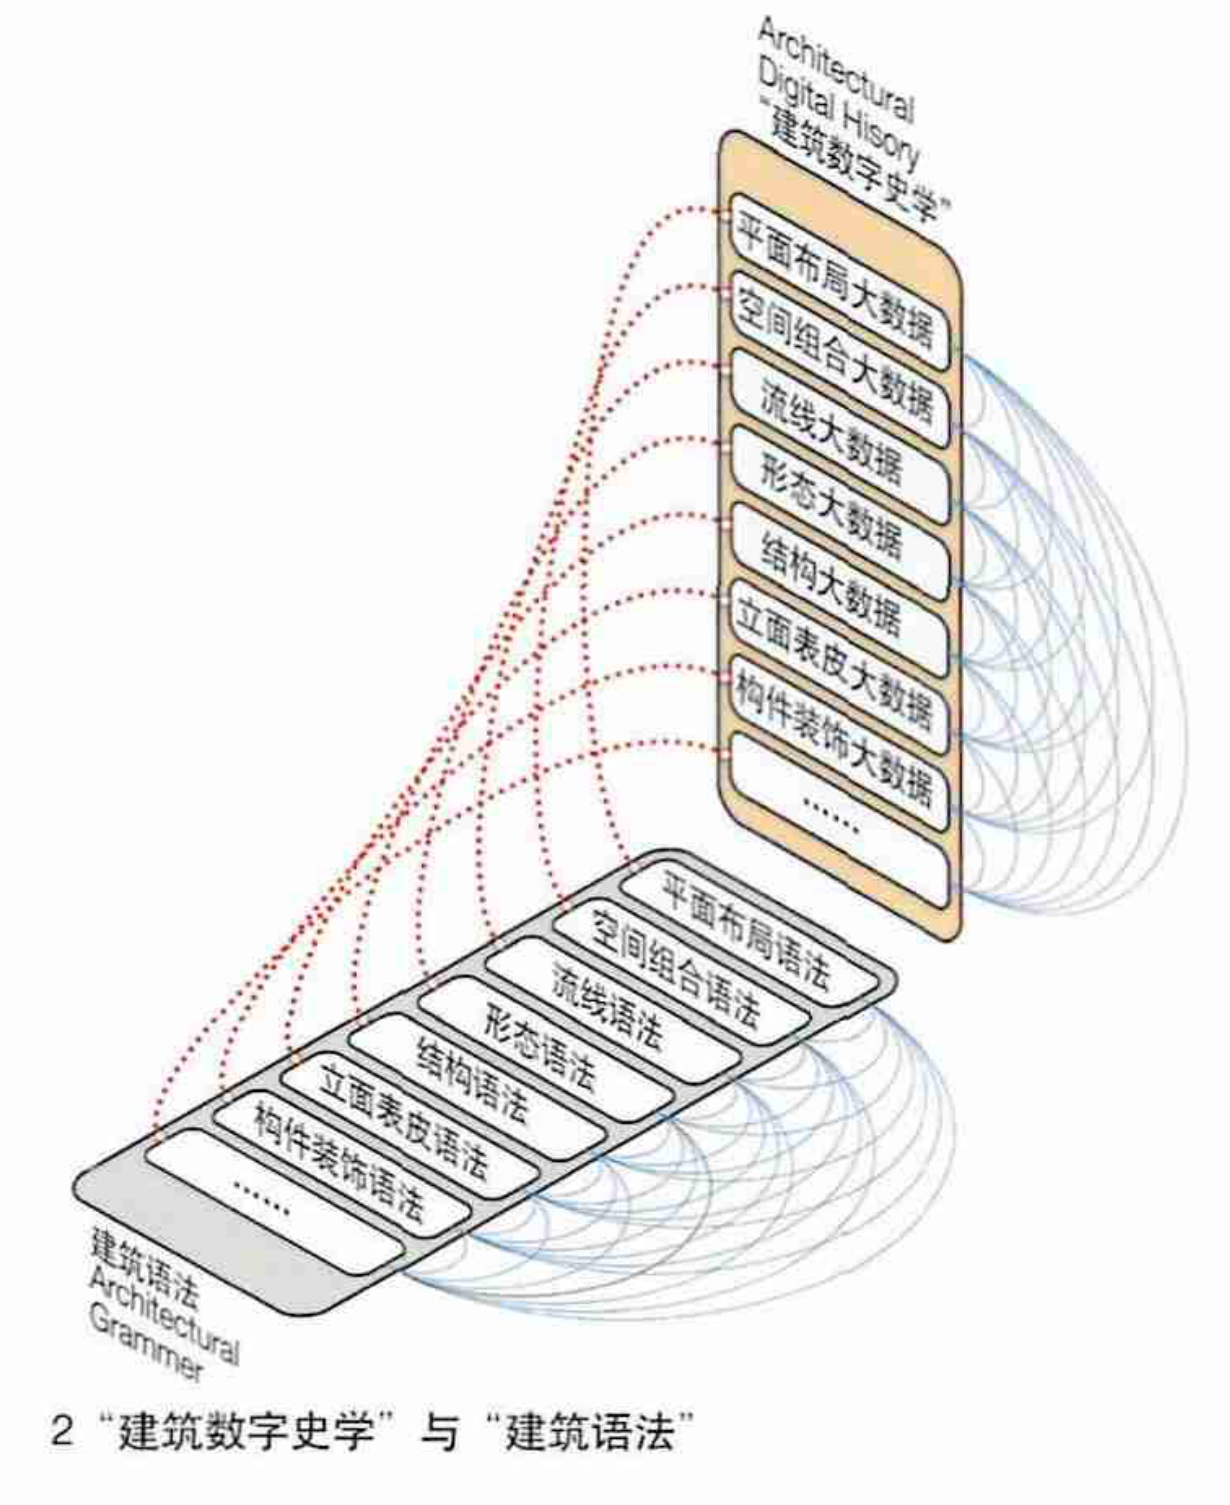 Architectural
Digital Hisory
“建筑数字史学”
平面布局大数据
空间组合大数据
流线大数据
形态大数据
结构大数据
立面表皮大数据
构件装饰大数据
……
平面布局语法
空间组合语法
流线语法
形态语法
结构语法
立面表皮语法
构件装饰语法
……
建筑语法
Architectural
Grammer
2 “建筑数字史学” 与 “建筑语法”